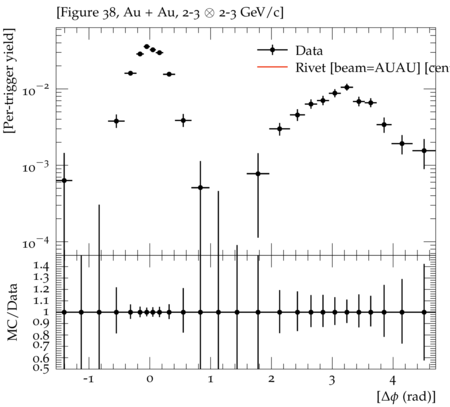 [Figure 38, Au + Au, 2-3 ⊗ 2-3 GeV/c]
[Per-trigger yield]
Data
Rivet [beam=AUAU] [cen
10⁻²
10⁻³
10⁻⁴
MC/Data
1.4
1.3
1.2
1.1
1
0.9
0.8
0.7
0.6
0.5
-1 0 1 2 3 4
[Δϕ (rad)]